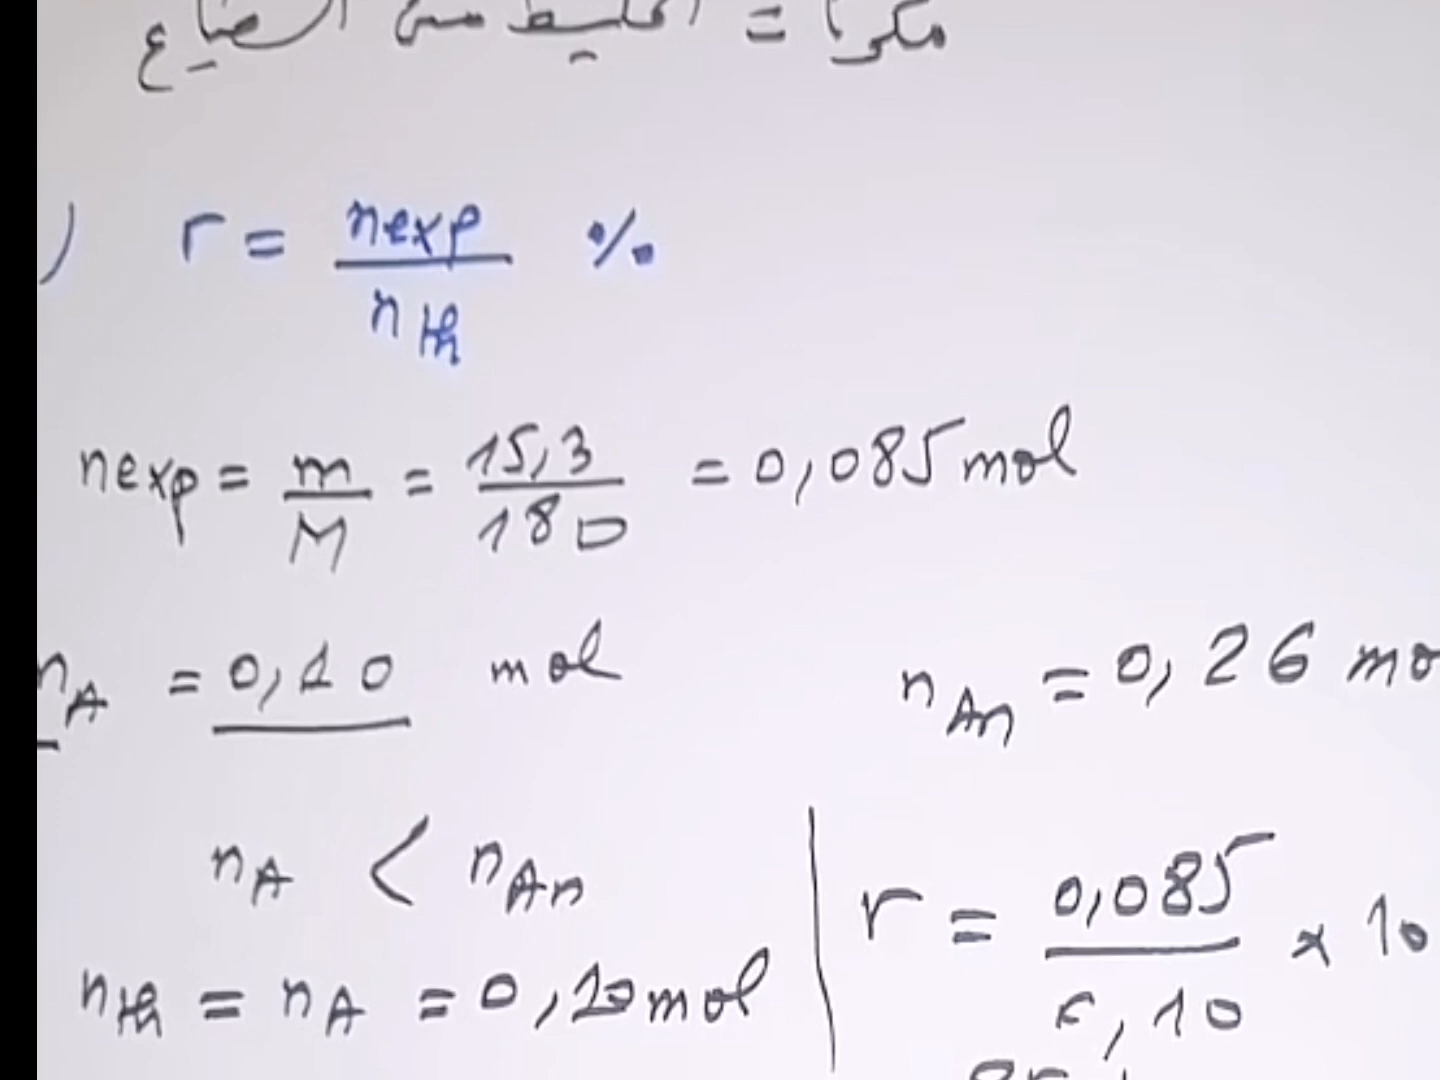 مكونا =
) r = nexp / nth %
nexp = m / M = 15,3 / 180 = 0,085 mol
nA = 0,10 mol nAn = 0,26 mo
nA < nAn
r = 0,085 / 0,10 × 10
nth = nA = 0,10 mol